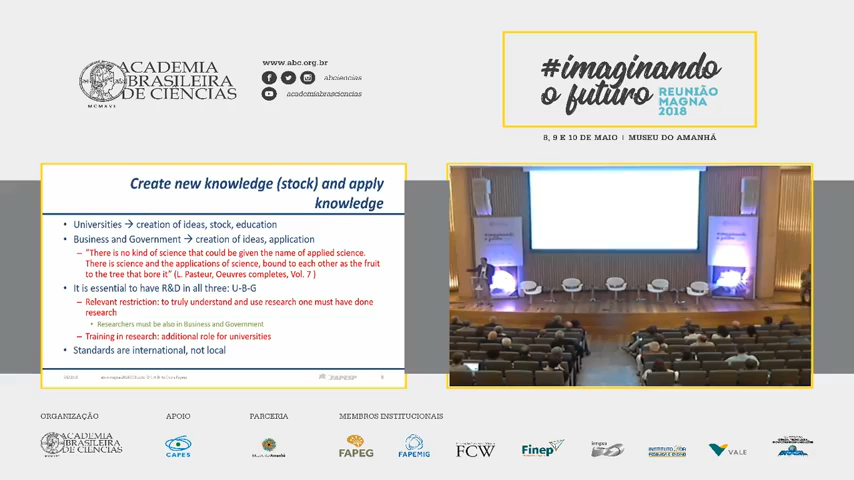 ACADEMIA
BRASILEIRA
DE CIÊNCIAS
MCMXVI
www.abc.org.br
abciencias
academiabrasciencias
#imaginando
o futuro
REUNIÃO
MAGNA
2018
8, 9 E 10 DE MAIO | MUSEU DO AMANHÃ
Create new knowledge (stock) and apply
knowledge
• Universities → creation of ideas, stock, education
• Business and Government → creation of ideas, application
– "There is no kind of science that could be given the name of applied science.
There is science and the applications of science, bound to each other as the fruit
to the tree that bore it" (L. Pasteur, Oeuvres completes, Vol. 7 )
• It is essential to have R&D in all three: U-B-G
– Relevant restriction: to truly understand and use research one must have done
research
• Researchers must be also in Business and Government
– Training in research: additional role for universities
• Standards are international, not local
#imaginando
o futuro
#imaginando
o futuro
ORGANIZAÇÃO
APOIO
PARCERIA
MEMBROS INSTITUCIONAIS
ACADEMIA
BRASILEIRA
DE CIÊNCIAS
CAPES
FAPEG
FAPEMIG
FCW
Finep
VALE